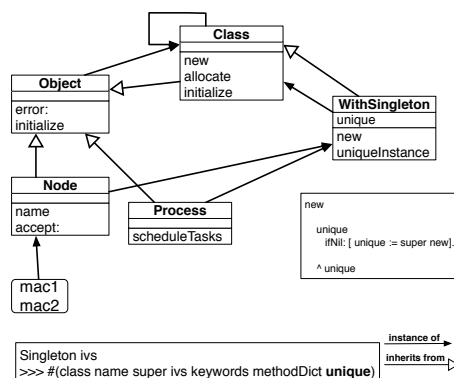 Class
new
allocate
initialize
Object
error:
initialize
WithSingleton
unique
new
uniqueInstance
Node
name
accept:
Process
scheduleTasks
mac1
mac2
new
unique
ifNil: [ unique := super new].
^ unique
instance of
inherits from
Singleton ivs
>>> #(class name super ivs keywords methodDict unique)